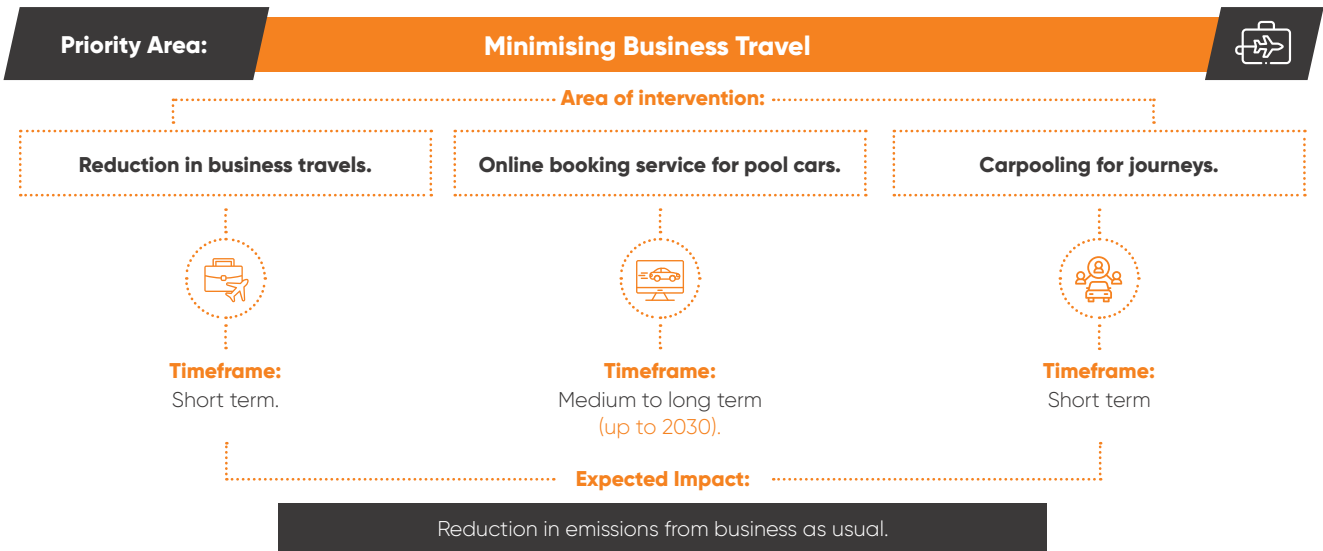 Priority Area:
Minimising Business Travel
Area of intervention:
Reduction in business travels.
Online booking service for pool cars.
Carpooling for journeys.
Timeframe:
Short term.
Timeframe:
Medium to long term
(up to 2030).
Timeframe:
Short term
Expected Impact:
Reduction in emissions from business as usual.